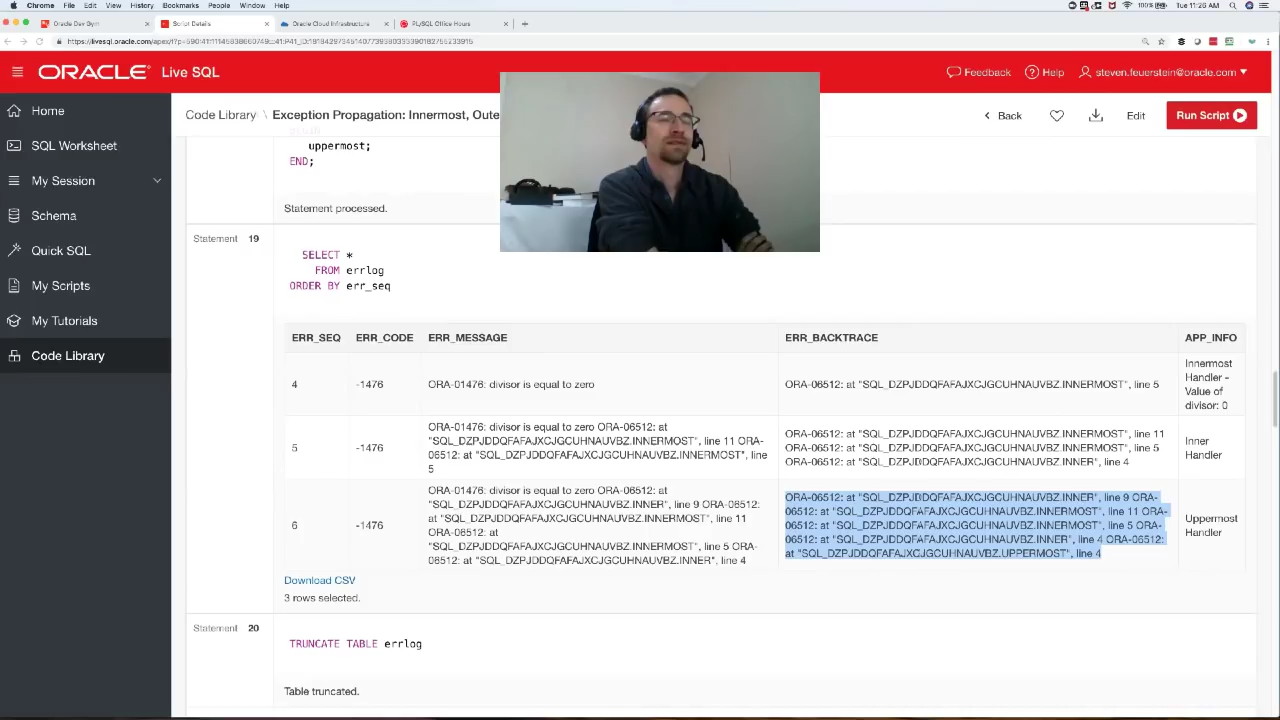 Chrome File Edit View History Bookmarks People Window Help
100% Tue 11:26 AM
Oracle Dev Gym
Script Details
Oracle Cloud Infrastructure
PL/SQL Office Hours
ORACLE Live SQL
Feedback
Help
steven.feuerstein@oracle.com
Home
SQL Worksheet
My Session
Schema
Quick SQL
My Scripts
My Tutorials
Code Library
Code Library \ Exception Propagation: Innermost, Oute
Back
Edit
Run Script
uppermost;
END;
Statement processed.
Statement 19
SELECT *
FROM errlog
ORDER BY err_seq
ERR_SEQ ERR_CODE ERR_MESSAGE ERR_BACKTRACE APP_INFO
4 -1476 ORA-01476: divisor is equal to zero ORA-06512: at "SQL_DZPJDDQFAFAJXCJGCUHNAUVBZ.INNERMOST", line 5
Innermost
Handler -
Value of
divisor: 0
5 -1476
ORA-01476: divisor is equal to zero ORA-06512: at
"SQL_DZPJDDQFAFAJXCJGCUHNAUVBZ.INNERMOST", line 11 ORA-
06512: at "SQL_DZPJDDQFAFAJXCJGCUHNAUVBZ.INNERMOST", line
5
ORA-06512: at "SQL_DZPJDDQFAFAJXCJGCUHNAUVBZ.INNERMOST", line 11
ORA-06512: at "SQL_DZPJDDQFAFAJXCJGCUHNAUVBZ.INNERMOST", line 5
ORA-06512: at "SQL_DZPJDDQFAFAJXCJGCUHNAUVBZ.INNER", line 4
Inner
Handler
6 -1476
ORA-01476: divisor is equal to zero ORA-06512: at
"SQL_DZPJDDQFAFAJXCJGCUHNAUVBZ.INNER", line 9 ORA-06512:
at "SQL_DZPJDDQFAFAJXCJGCUHNAUVBZ.INNERMOST", line 11
ORA-06512: at
"SQL_DZPJDDQFAFAJXCJGCUHNAUVBZ.INNERMOST", line 5 ORA-
06512: at "SQL_DZPJDDQFAFAJXCJGCUHNAUVBZ.INNER", line 4
ORA-06512: at "SQL_DZPJDDQFAFAJXCJGCUHNAUVBZ.INNER", line 9 ORA-
06512: at "SQL_DZPJDDQFAFAJXCJGCUHNAUVBZ.INNERMOST", line 11 ORA-
06512: at "SQL_DZPJDDQFAFAJXCJGCUHNAUVBZ.INNERMOST", line 5 ORA-
06512: at "SQL_DZPJDDQFAFAJXCJGCUHNAUVBZ.INNER", line 4 ORA-06512:
at "SQL_DZPJDDQFAFAJXCJGCUHNAUVBZ.UPPERMOST", line 4
Uppermost
Handler
Download CSV
3 rows selected.
Statement 20
TRUNCATE TABLE errlog
Table truncated.